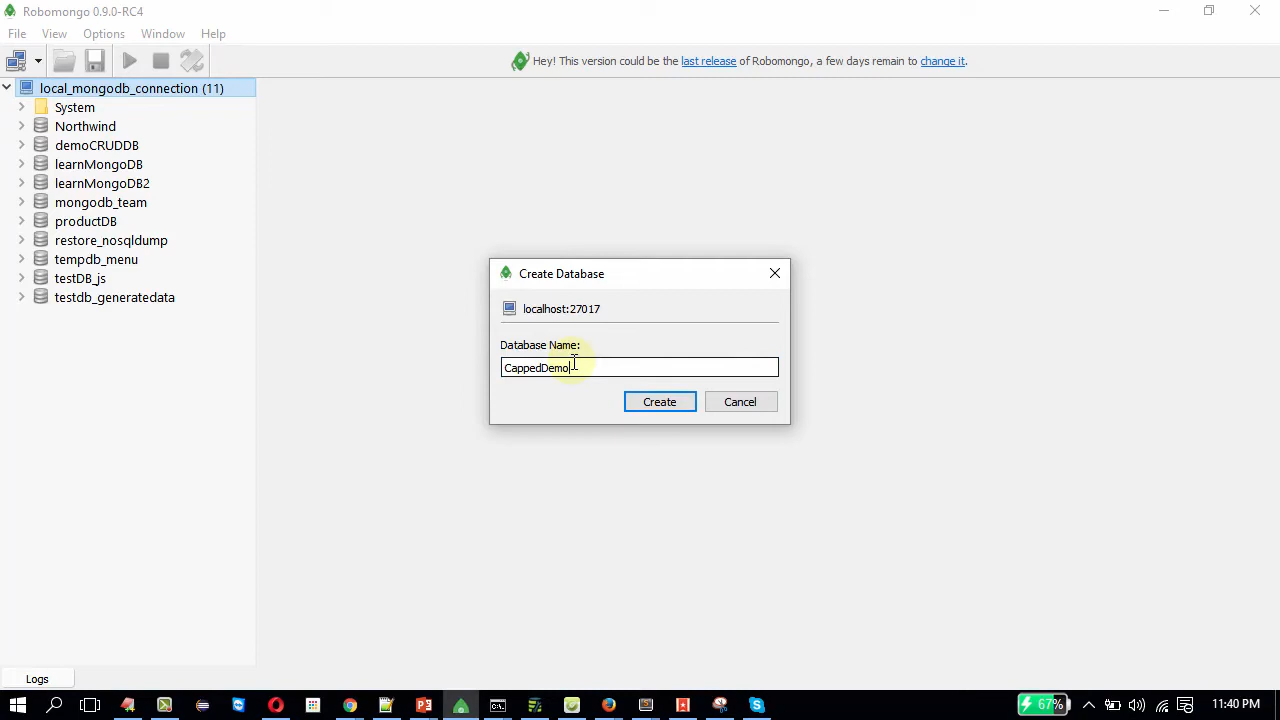 Robomongo 0.9.0-RC4
File View Options Window Help
Hey! This version could be the last release of Robomongo, a few days remain to change it.
local_mongodb_connection (11)
System
Northwind
demoCRUDDB
learnMongoDB
learnMongoDB2
mongodb_team
productDB
restore_nosqldump
tempdb_menu
testDB_js
testdb_generatedata
Create Database
localhost:27017
Database Name:
CappedDemo
Create Cancel
Logs
67%
11:40 PM